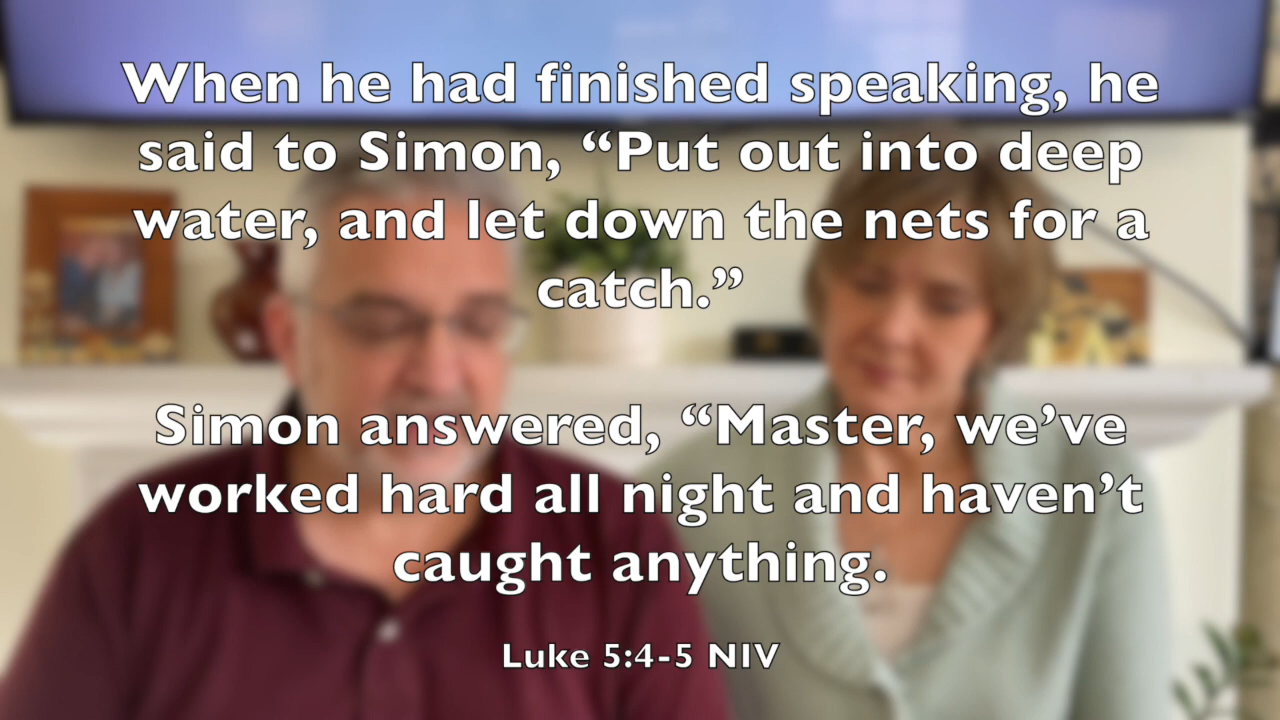 When he had finished speaking, he
said to Simon, “Put out into deep
water, and let down the nets for a
catch.”
Simon answered, “Master, we’ve
worked hard all night and haven’t
caught anything.
Luke 5:4-5 NIV